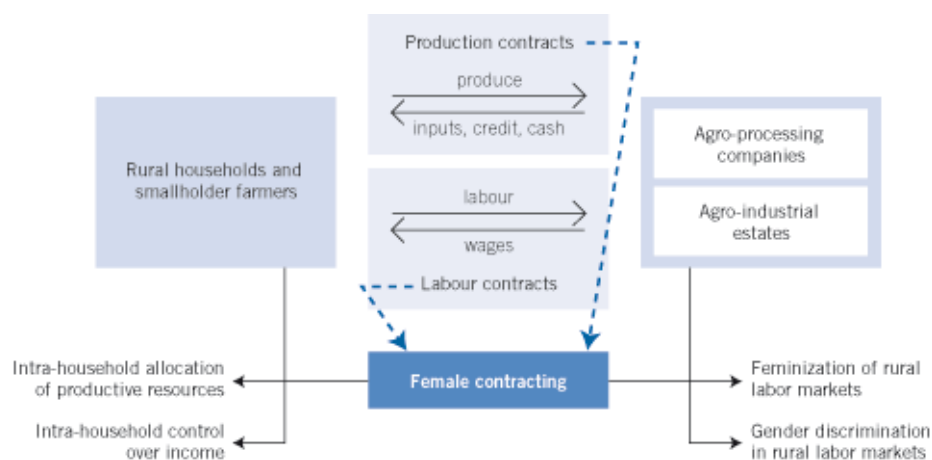 Production contracts
produce
inputs, credit, cash
Rural households and
smallholder farmers
labour
wages
Labour contracts
Agro-processing
companies
Agro-industrial
estates
Female contracting
Intra-household allocation
of productive resources
Intra-household control
over income
Feminization of rural
labor markets
Gender discrimination
in rural labor markets